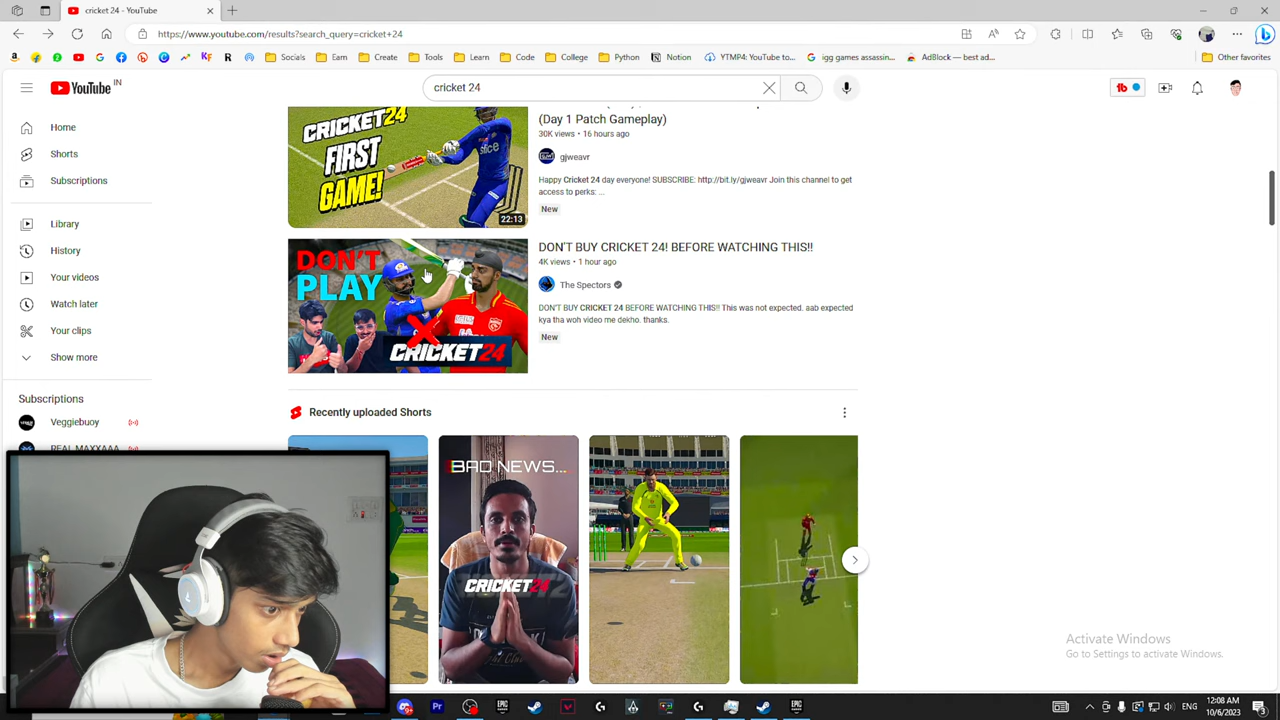 cricket 24 - YouTube
https://www.youtube.com/results?search_query=cricket+24
Socials
Earn
Create
Tools
Learn
Code
College
Python
Notion
YTMP4: YouTube to...
igg games assassin...
AdBlock — best ad...
Other favorites
YouTube IN
cricket 24
Home
Shorts
Subscriptions
Library
History
Your videos
Watch later
Your clips
Show more
Subscriptions
Veggiebuoy
REAL MAXXAAA
CRICKET24
FIRST
GAME!
slice
22:13
(Day 1 Patch Gameplay)
30K views • 16 hours ago
gjweavr
Happy Cricket 24 day everyone! SUBSCRIBE: http://bit.ly/gjweavr Join this channel to get
access to perks: ...
New
DON'T
PLAY
CRICKET24
DON'T BUY CRICKET 24! BEFORE WATCHING THIS!!
4K views • 1 hour ago
The Spectors
DON'T BUY CRICKET 24 BEFORE WATCHING THIS!! This was not expected. aab expected
kya tha woh video me dekho. thanks.
New
Recently uploaded Shorts
BAD NEWS...
CRICKET24
Activate Windows
Go to Settings to activate Windows.
ENG
12:08 AM
10/6/2023